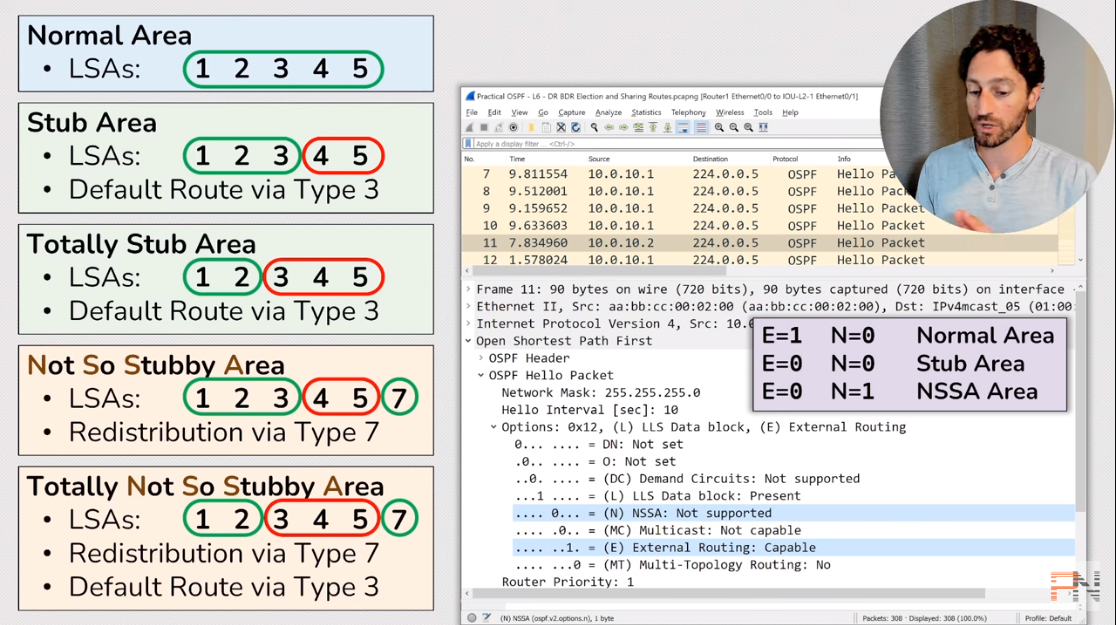 Normal Area
• LSAs: 1 2 3 4 5
Stub Area
• LSAs: 1 2 3 4 5
• Default Route via Type 3
Totally Stub Area
• LSAs: 1 2 3 4 5
• Default Route via Type 3
Not So Stubby Area
• LSAs: 1 2 3 4 5 7
• Redistribution via Type 7
Totally Not So Stubby Area
• LSAs: 1 2 3 4 5 7
• Redistribution via Type 7
• Default Route via Type 3
Practical OSPF - L6 - DR BDR Election and Sharing Routes.pcapng [Router1 Ethernet0/0 to IOU-L2-1 Ethernet0/1]
File Edit View Go Capture Analyze Statistics Telephony Wireless Tools Help
Apply a display filter ... <Ctrl-/>
No. Time Source Destination Protocol Info
7 9.811554 10.0.10.1 224.0.0.5 OSPF Hello Pa
8 9.512001 10.0.10.1 224.0.0.5 OSPF Hello Pack
9 9.159652 10.0.10.1 224.0.0.5 OSPF Hello Packet
10 9.633603 10.0.10.1 224.0.0.5 OSPF Hello Packet
11 7.834960 10.0.10.2 224.0.0.5 OSPF Hello Packet
12 1.578024 10.0.10.1 224.0.0.5 OSPF Hello Packet
> Frame 11: 90 bytes on wire (720 bits), 90 bytes captured (720 bits) on interface -
> Ethernet II, Src: aa:bb:cc:00:02:00 (aa:bb:cc:00:02:00), Dst: IPv4mcast_05 (01:00:
> Internet Protocol Version 4, Src: 10.0
Open Shortest Path First
> OSPF Header
OSPF Hello Packet
Network Mask: 255.255.255.0
Hello Interval [sec]: 10
Options: 0x12, (L) LLS Data block, (E) External Routing
0... .... = DN: Not set
.0.. .... = O: Not set
..0. .... = (DC) Demand Circuits: Not supported
...1 .... = (L) LLS Data block: Present
.... 0... = (N) NSSA: Not supported
.... .0.. = (MC) Multicast: Not capable
.... ..1. = (E) External Routing: Capable
.... ...0 = (MT) Multi-Topology Routing: No
Router Priority: 1
E=1 N=0 Normal Area
E=0 N=0 Stub Area
E=0 N=1 NSSA Area
PN
(N) NSSA (ospf.v2.options.n), 1 byte
Packets: 308 · Displayed: 308 (100.0%)
Profile: Default